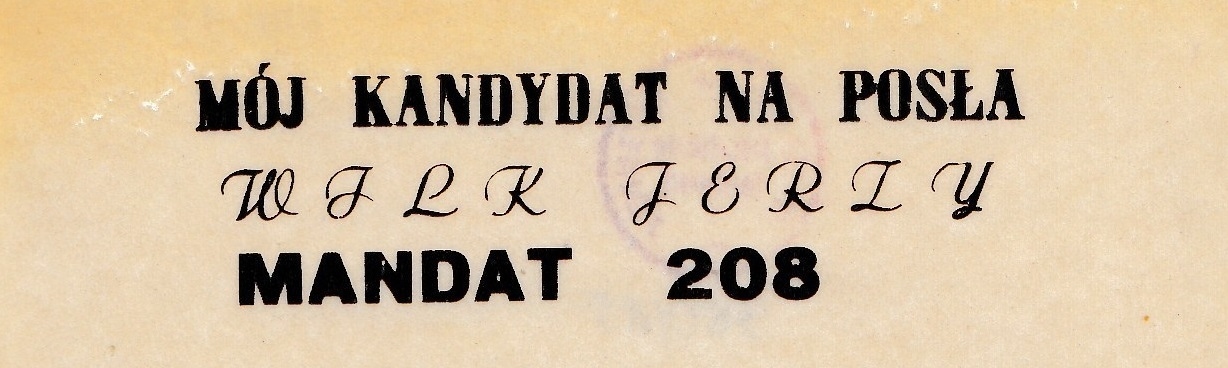 MÓJ KANDYDAT NA POSŁA
WILK JERZY
MANDAT 208